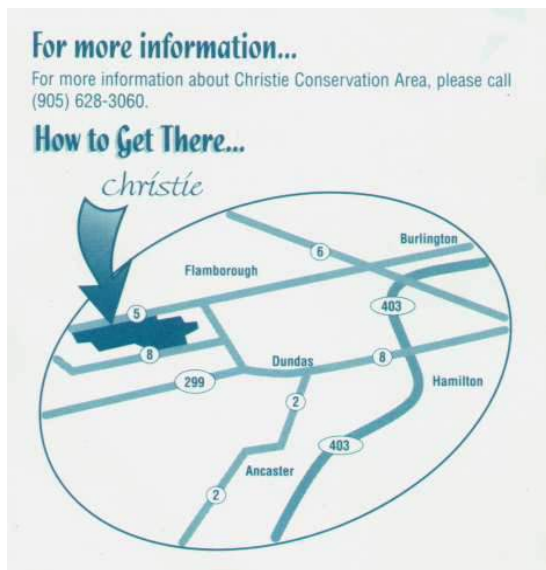 For more information...
For more information about Christie Conservation Area, please call
(905) 628-3060.
How to Get There...
christie
Burlington
6
Flamborough
403
5
8
Dundas
8
299
Hamilton
2
403
Ancaster
2